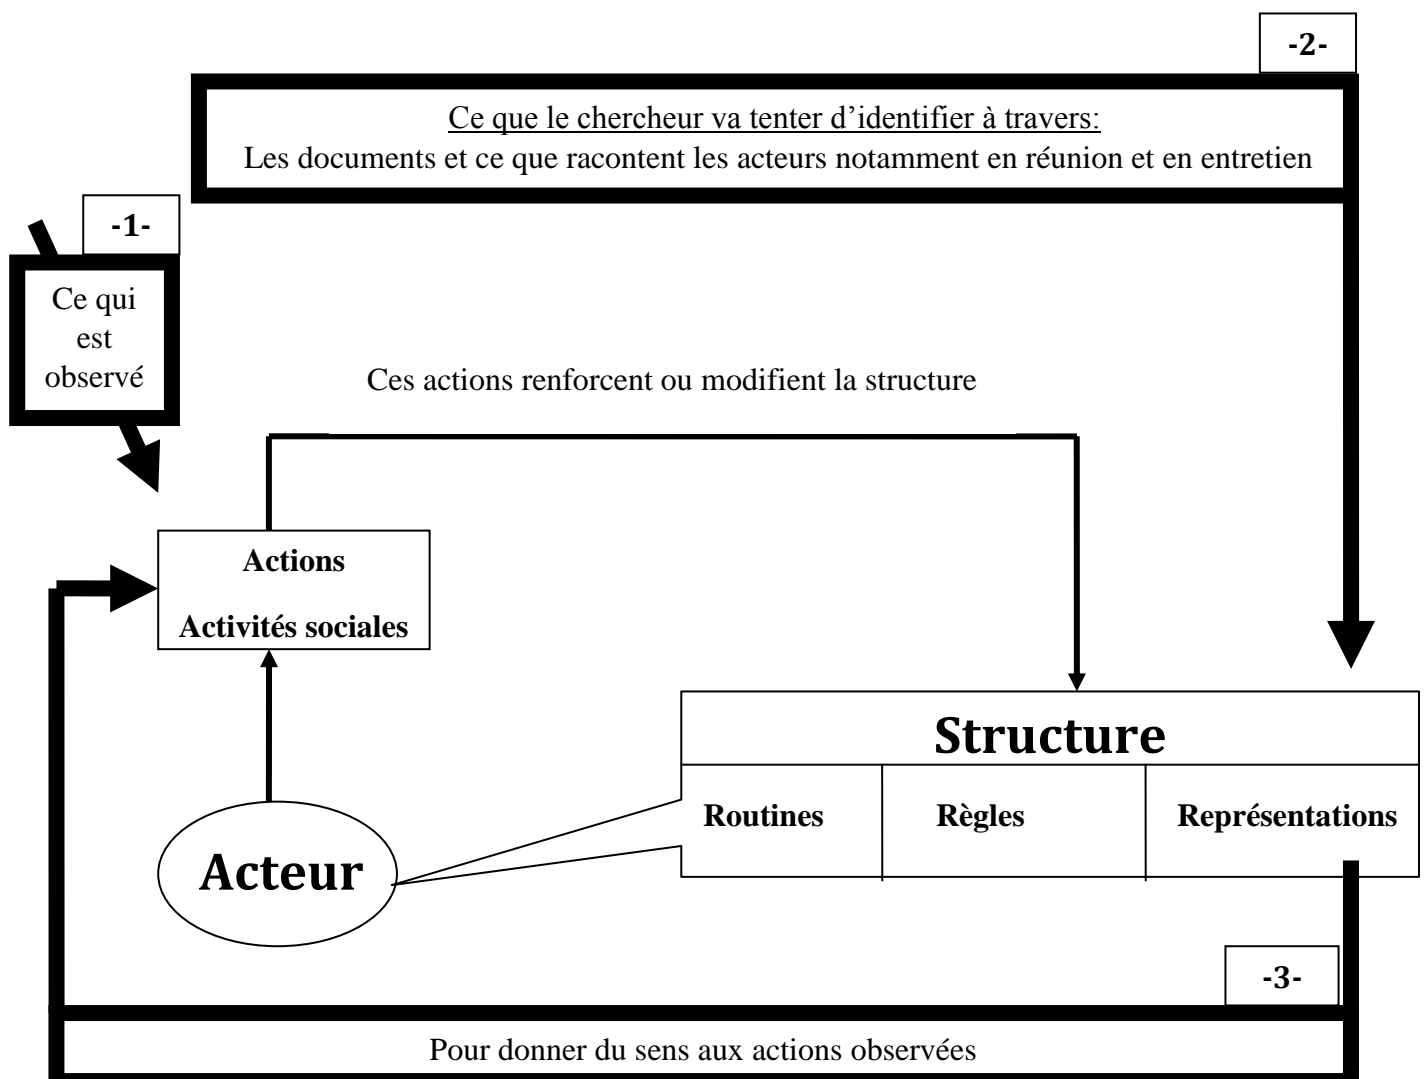 -2-
Ce que le chercheur va tenter d’identifier à travers:
Les documents et ce que racontent les acteurs notamment en réunion et en entretien
-1-
Ce qui
est
observé
Ces actions renforcent ou modifient la structure
Actions
Activités sociales
Structure
Routines
Règles
Représentations
Acteur
-3-
Pour donner du sens aux actions observées